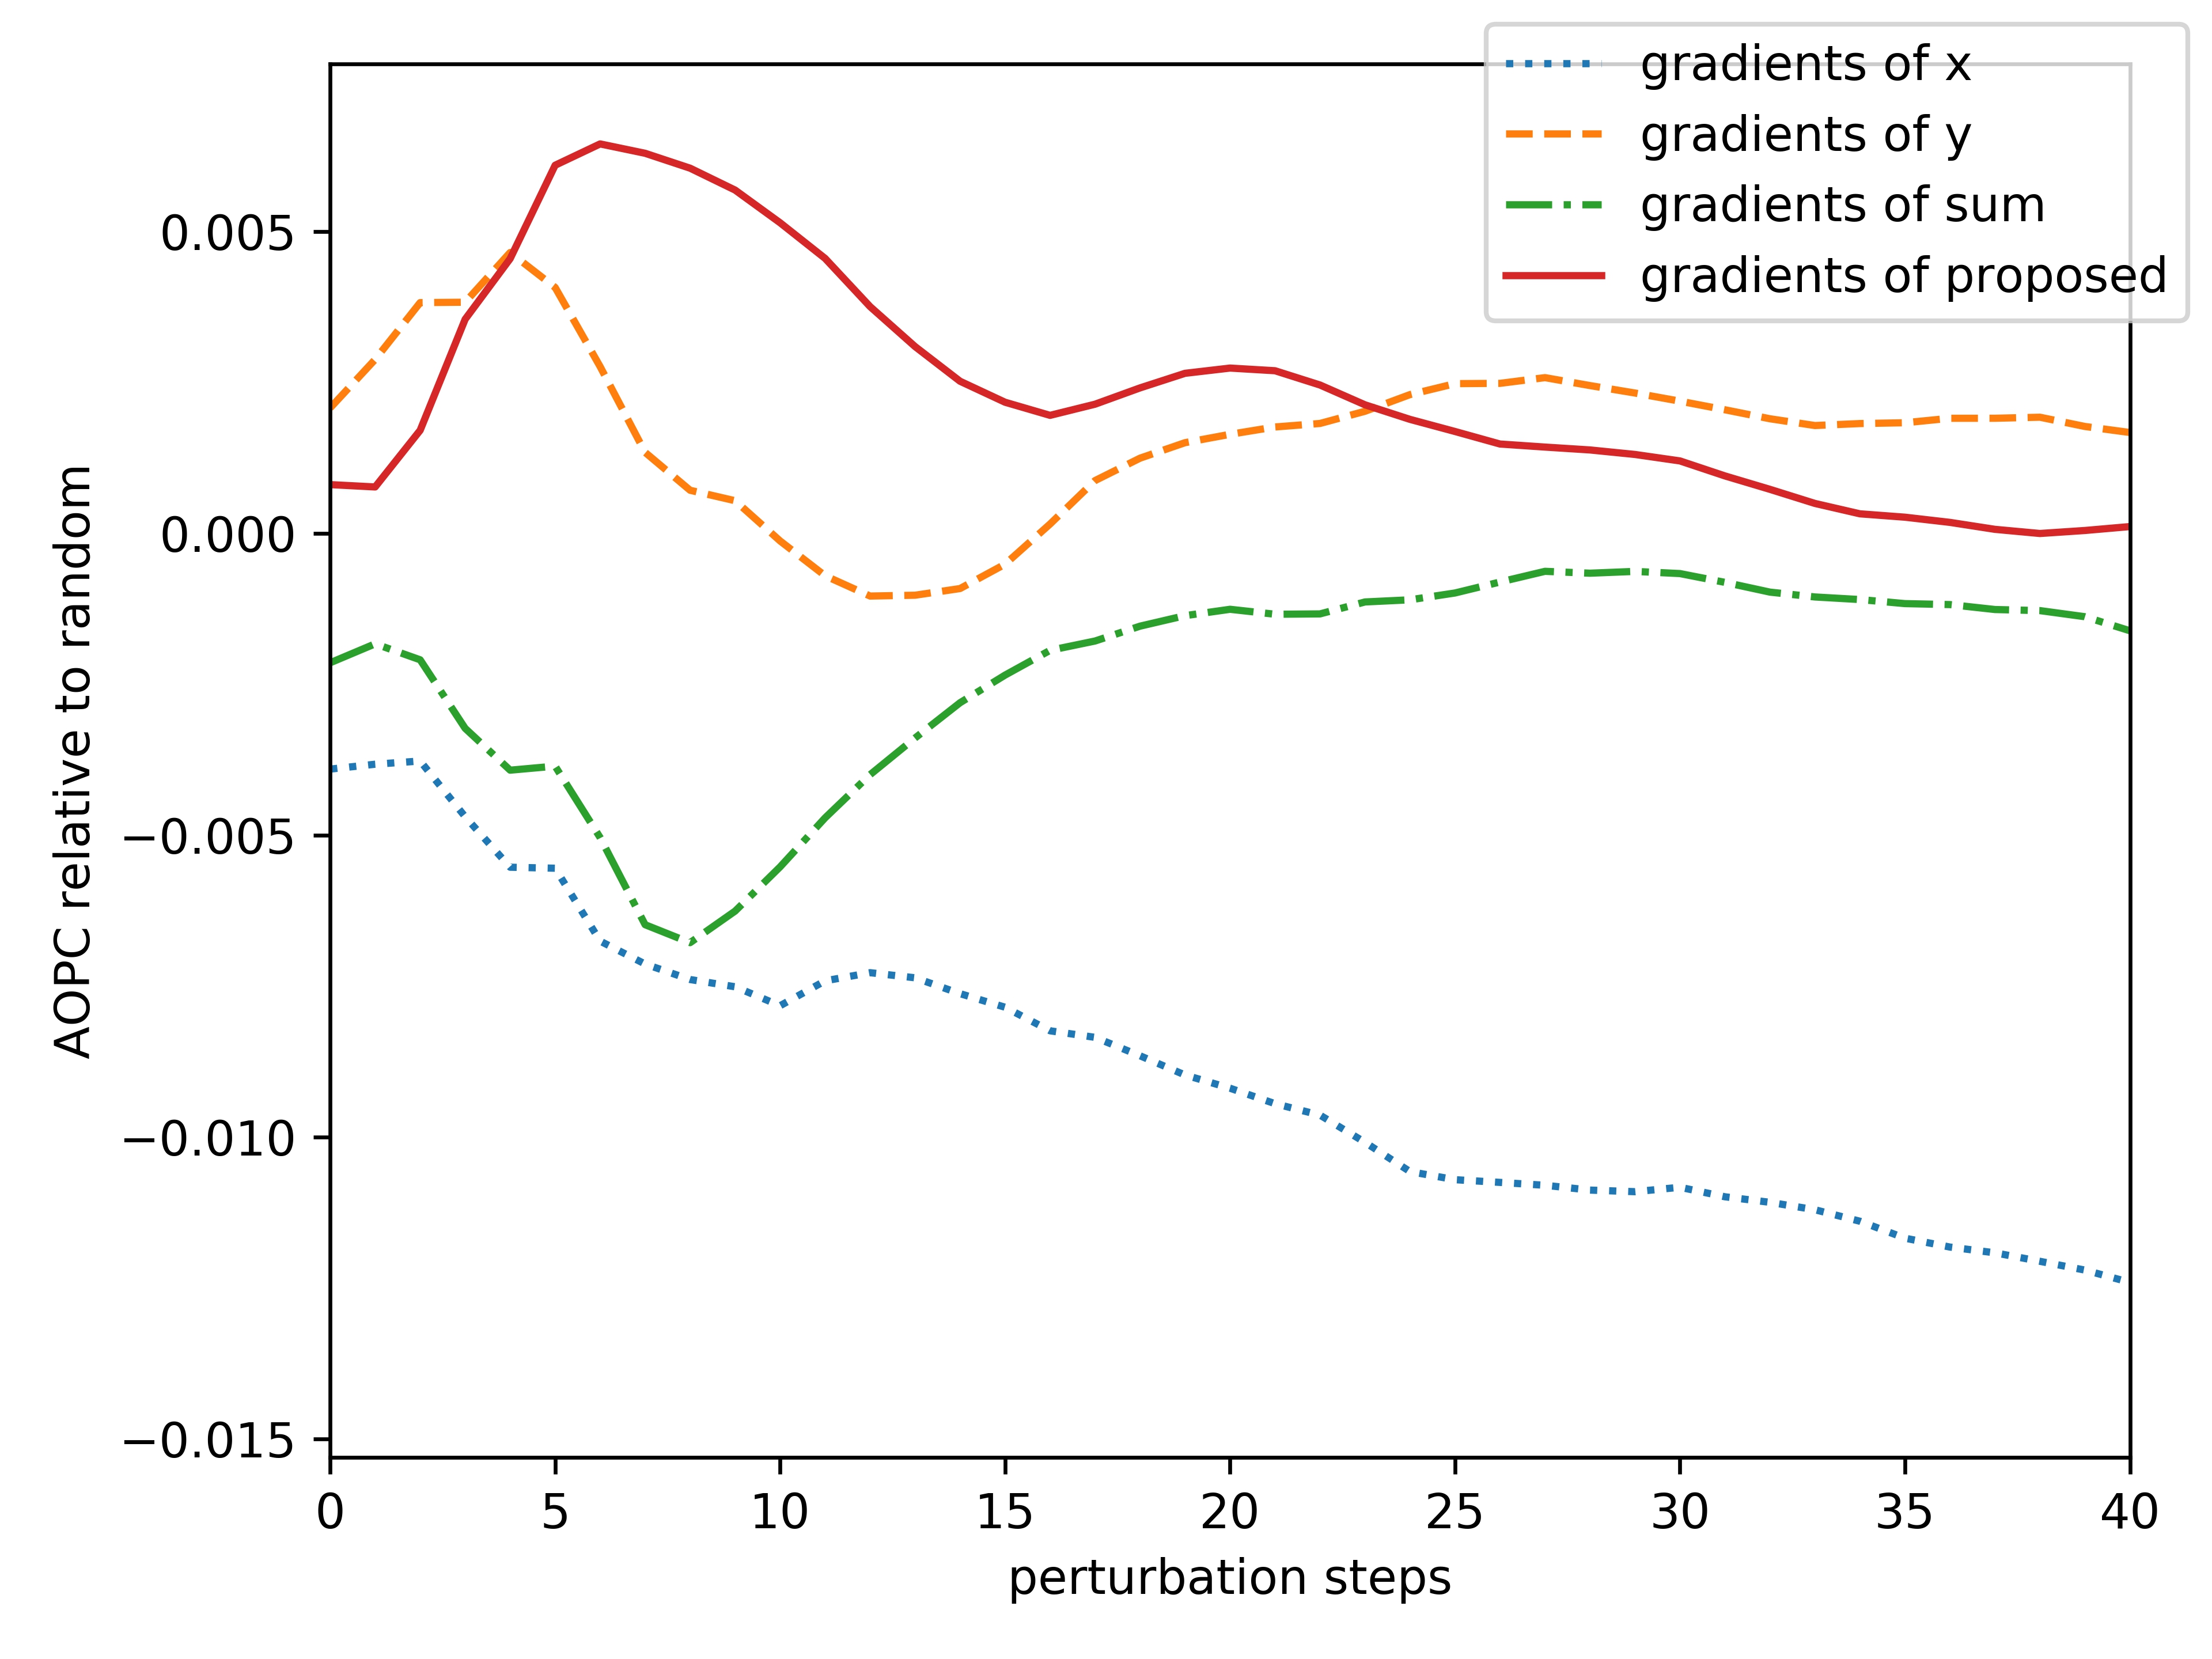 gradients of x
gradients of y
gradients of sum
gradients of proposed
AOPC relative to random
0.005
0.000
−0.005
−0.010
−0.015
0 5 10 15 20 25 30 35 40
perturbation steps